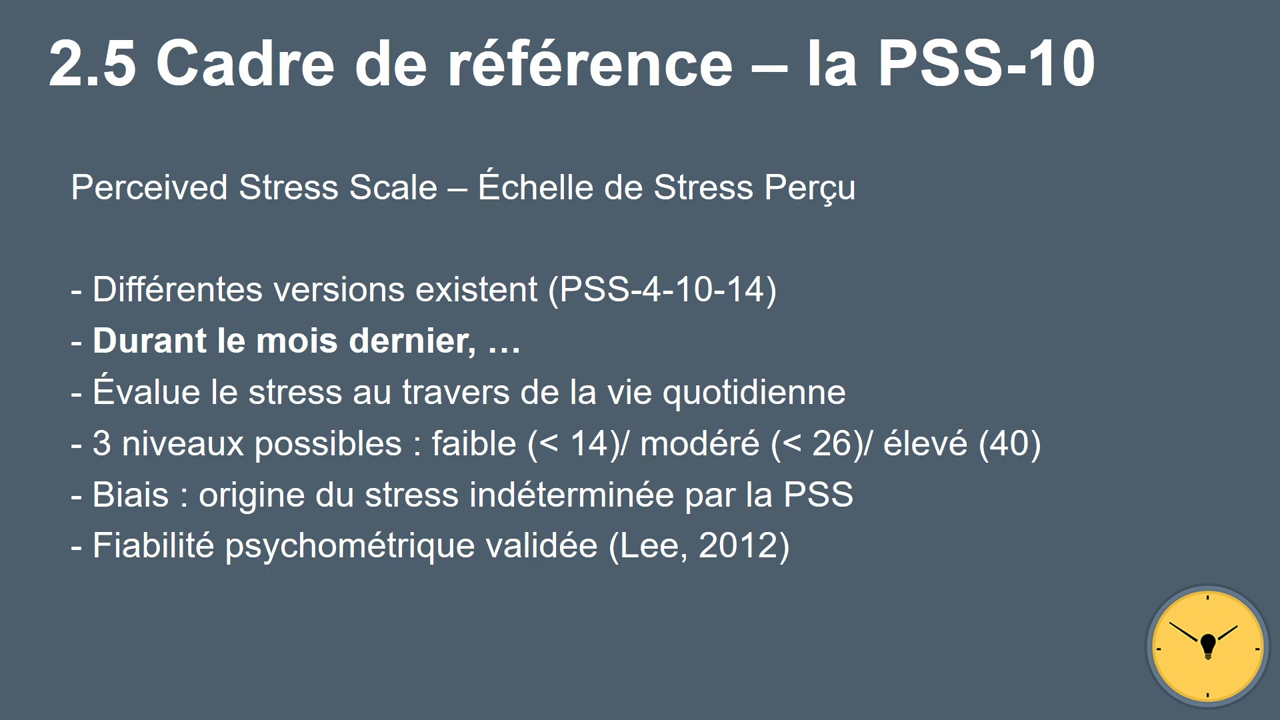 2.5 Cadre de référence – la PSS-10
Perceived Stress Scale – Échelle de Stress Perçu
- Différentes versions existent (PSS-4-10-14)
- Durant le mois dernier, …
- Évalue le stress au travers de la vie quotidienne
- 3 niveaux possibles : faible (< 14)/ modéré (< 26)/ élevé (40)
- Biais : origine du stress indéterminée par la PSS
- Fiabilité psychométrique validée (Lee, 2012)